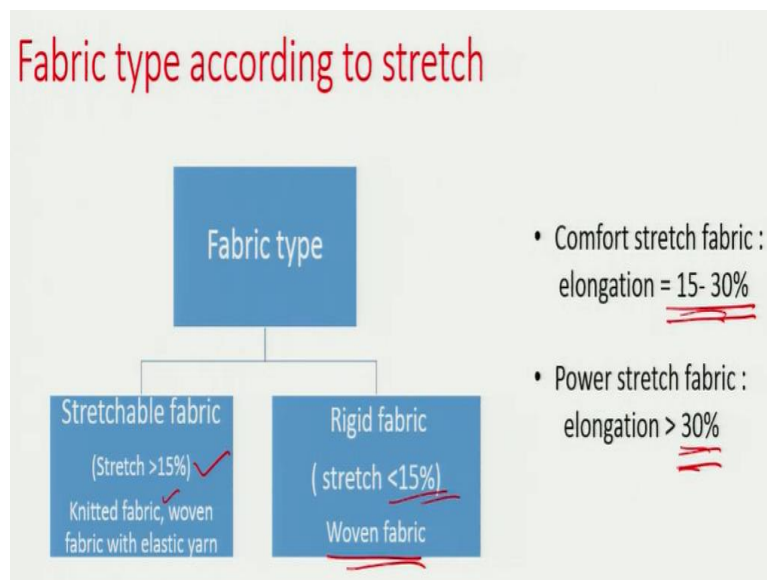 Fabric type according to stretch
Fabric type
Stretchable fabric
(Stretch >15%)
Knitted fabric, woven
fabric with elastic yarn
Rigid fabric
( stretch <15%)
Woven fabric
• Comfort stretch fabric :
elongation = 15- 30%
• Power stretch fabric :
elongation > 30%